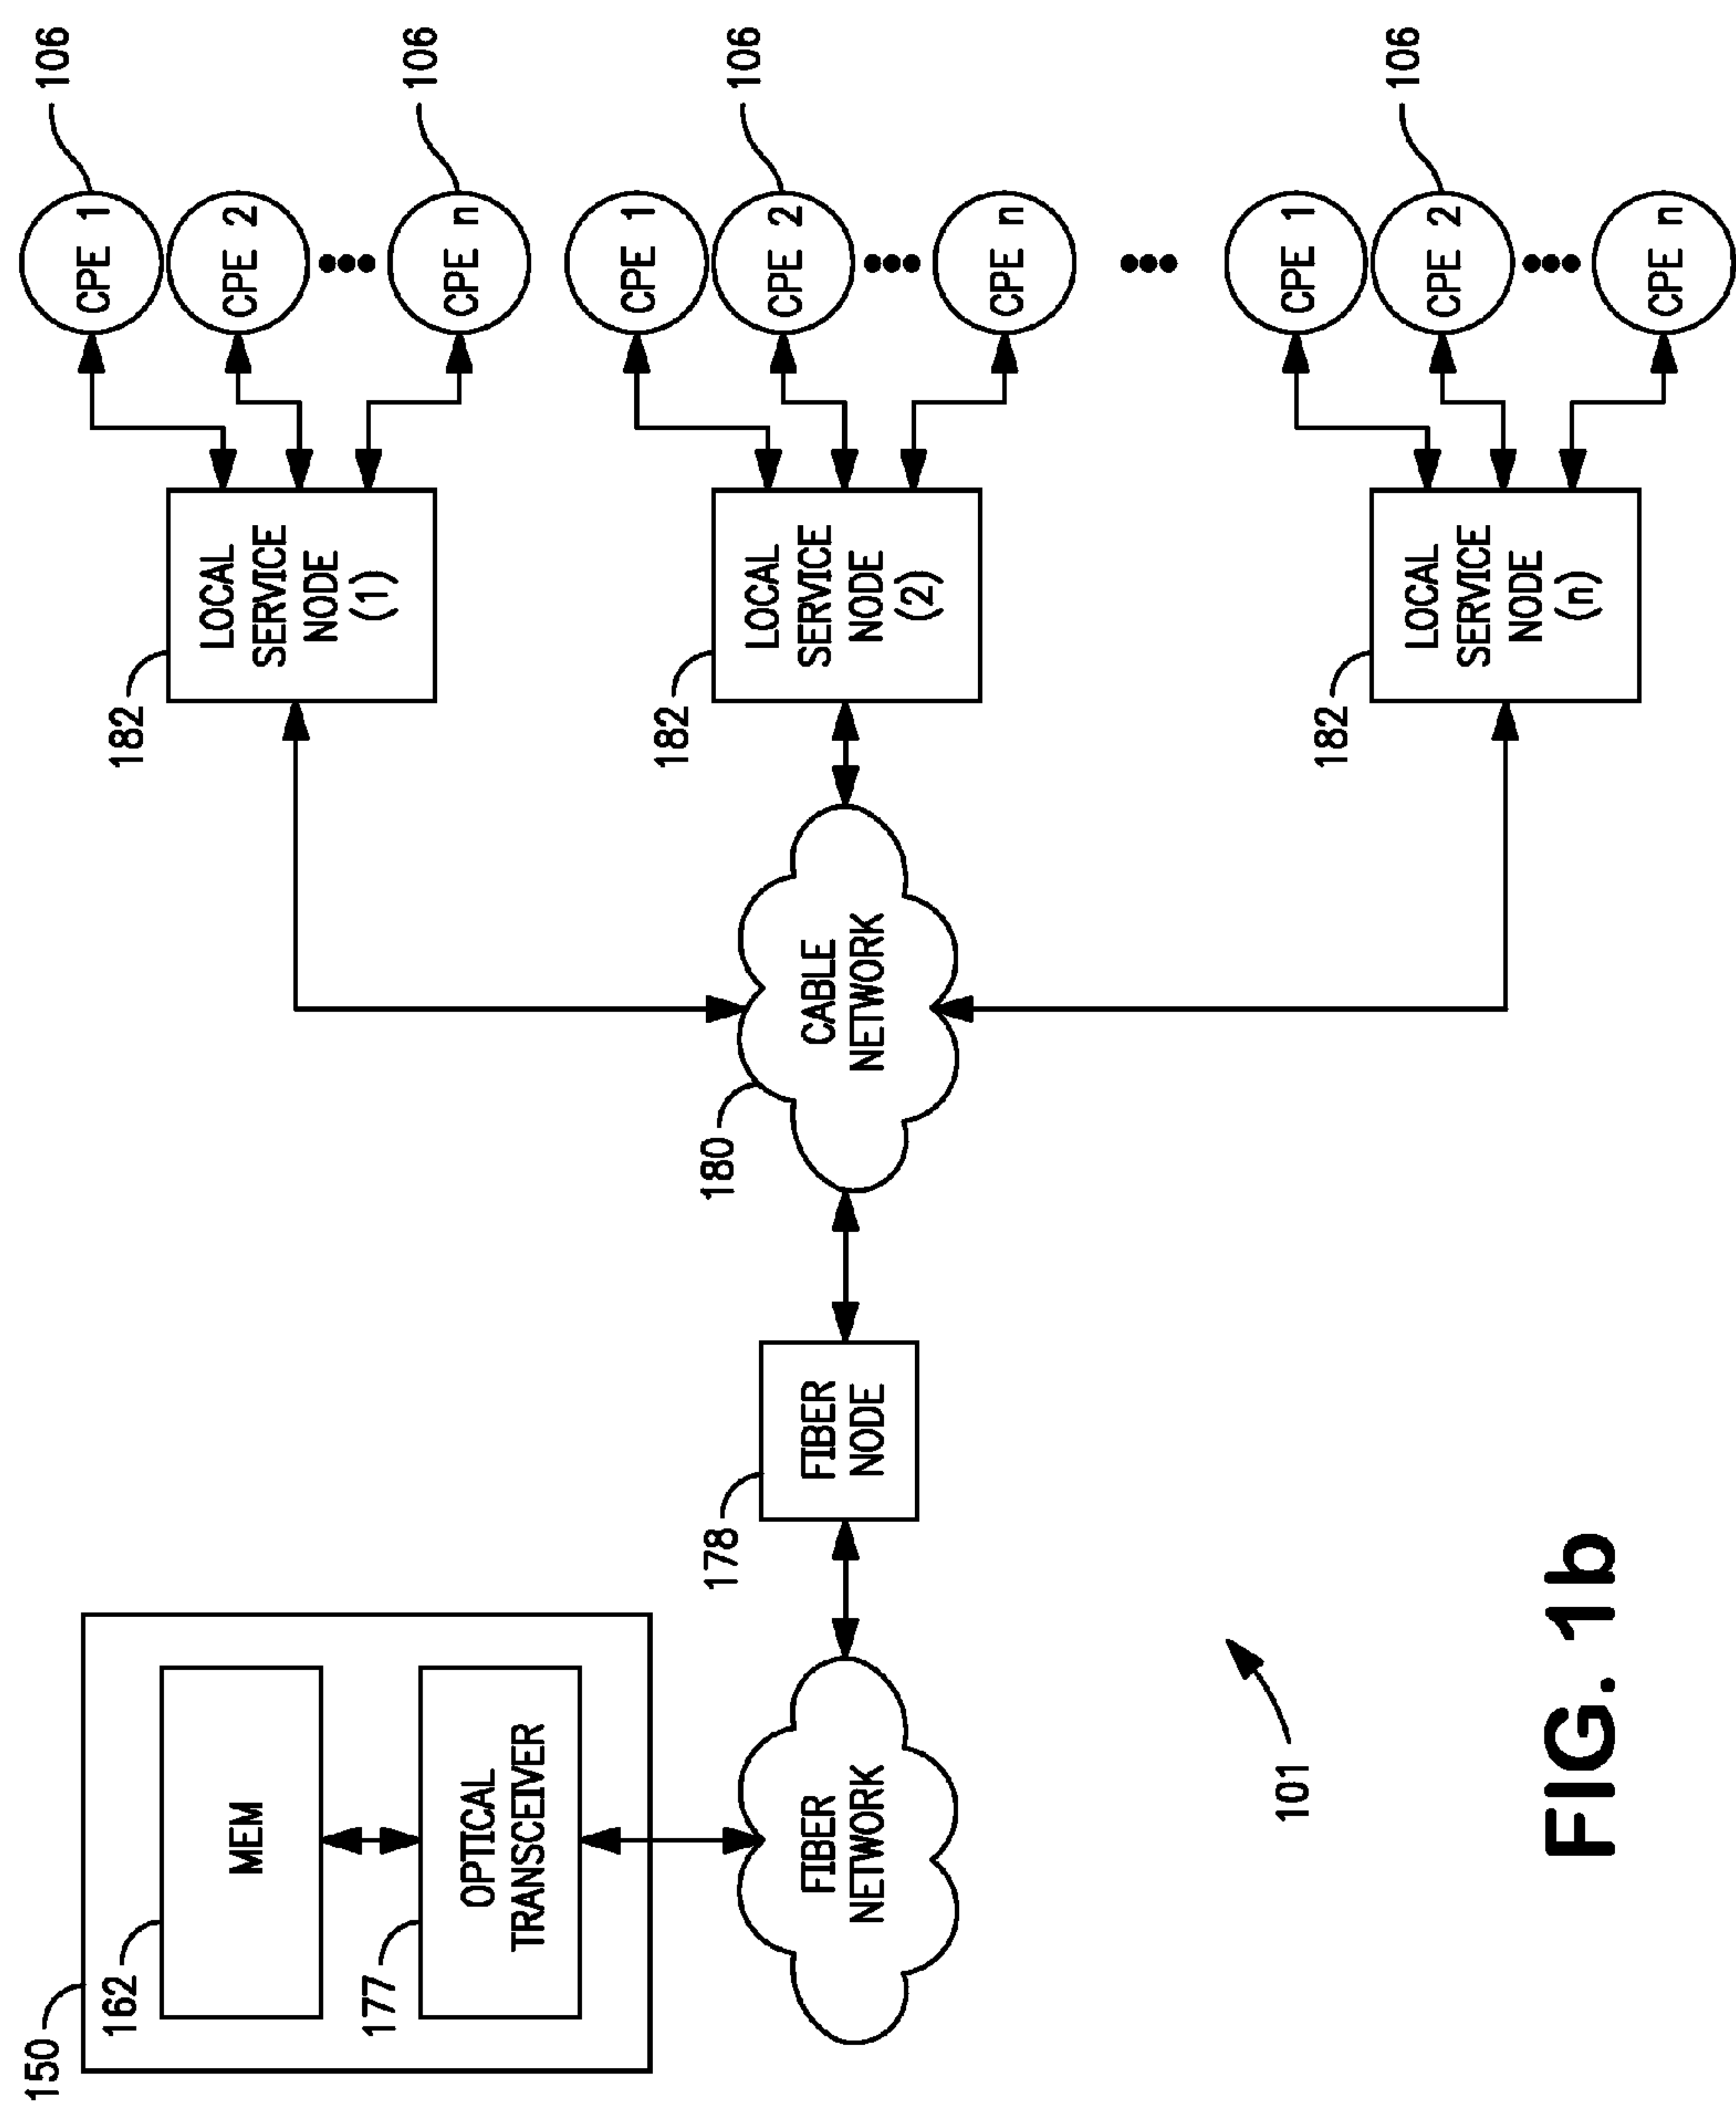 150
162
MEM
177
OPTICAL
TRANSCEIVER
FIBER
NETWORK
178
FIBER
NODE
180
CABLE
NETWORK
182
LOCAL
SERVICE
NODE
(1)
CPE 1
106
CPE 2
CPE n
106
182
LOCAL
SERVICE
NODE
(2)
CPE 1
CPE 2
106
CPE n
182
LOCAL
SERVICE
NODE
(n)
CPE 1
CPE 2
106
CPE n
101
FIG. 1b